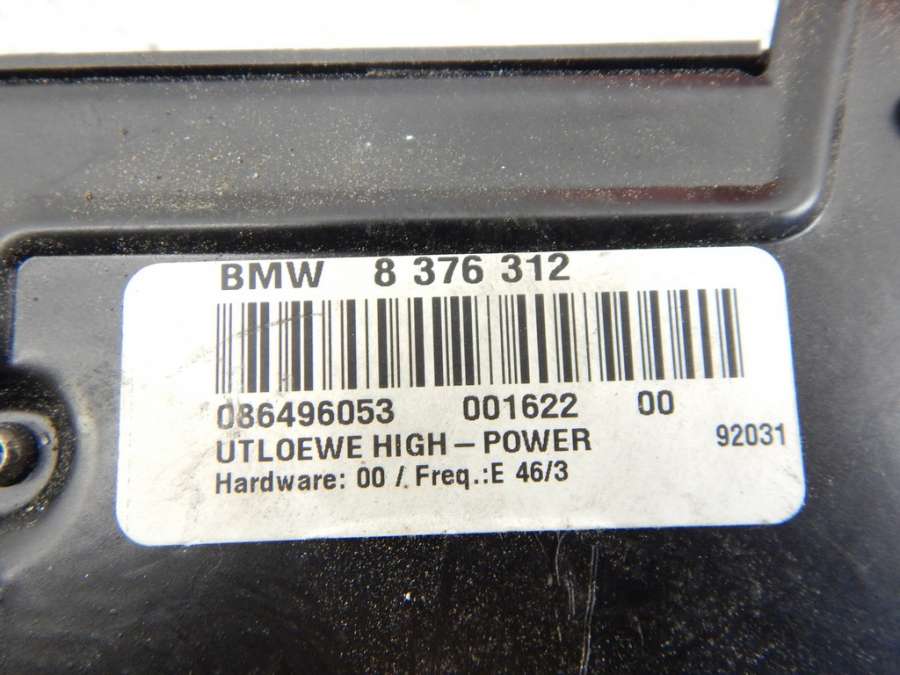 BMW 8 376 312
086496053 001622 00
UTLOEWE HIGH – POWER 92031
Hardware: 00 / Freq.:E 46/3